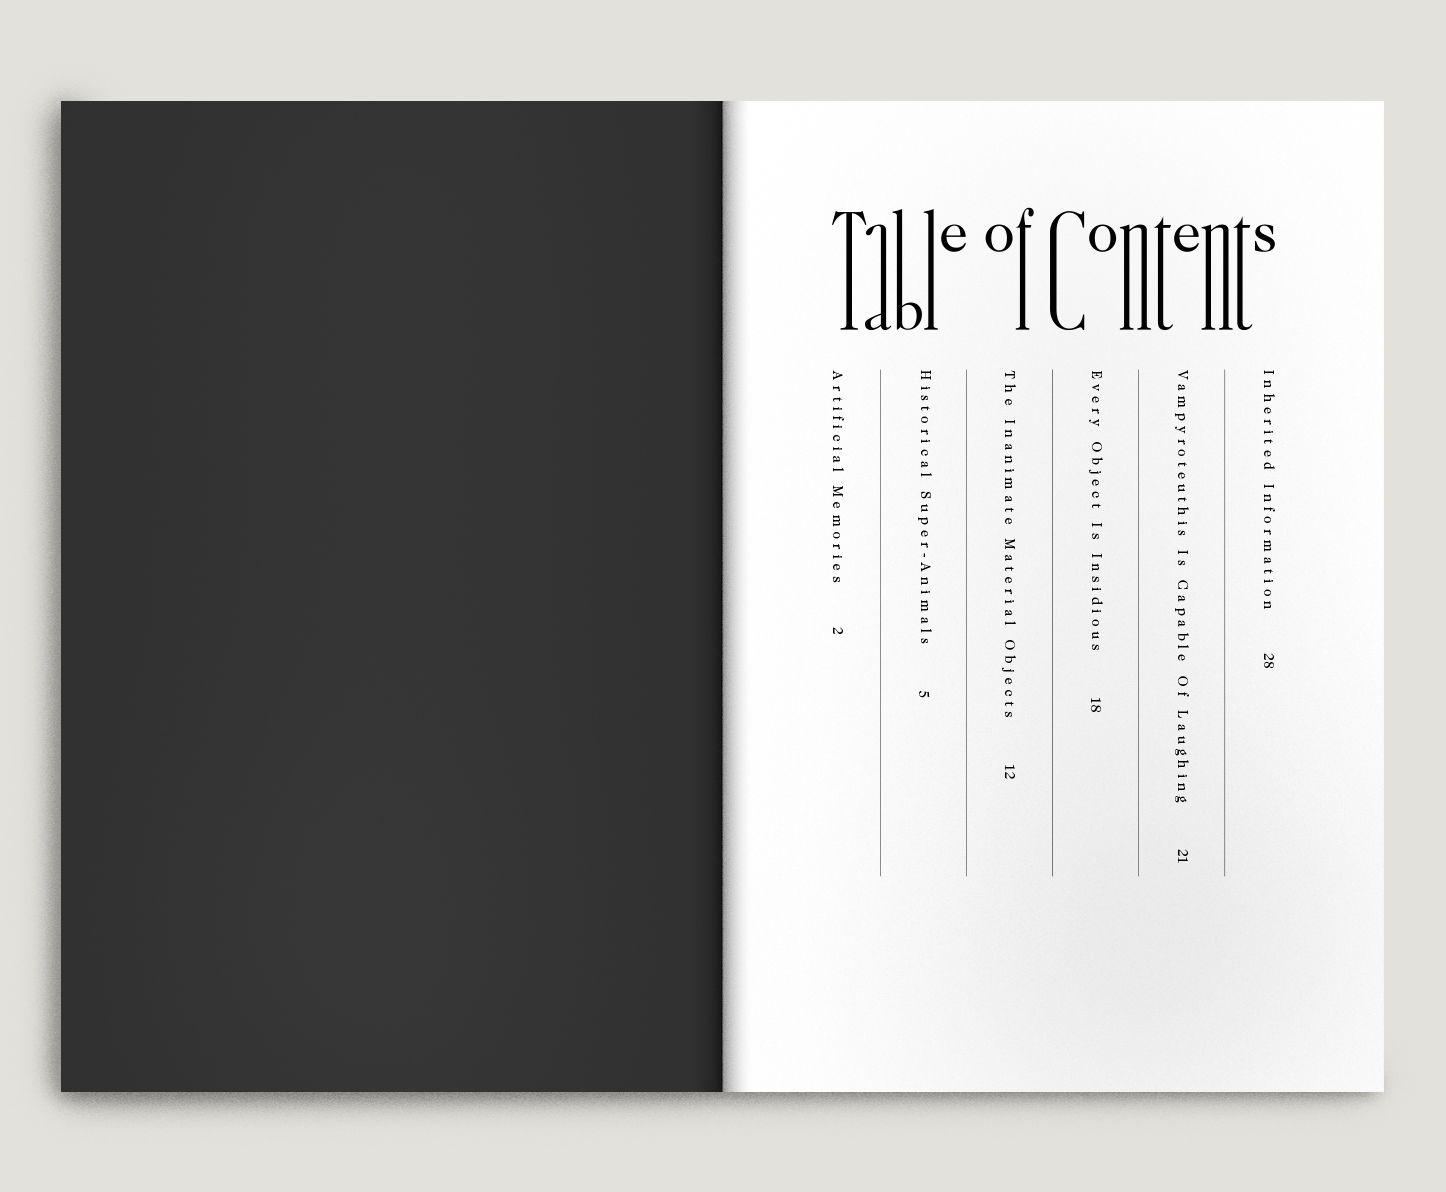 Table of Contents
Artificial Memories 2
Historical Super-Animals 5
The Inanimate Material Objects 12
Every Object Is Insidious 18
Vampyroteuthis Is Capable Of Laughing 21
Inherited Information 28